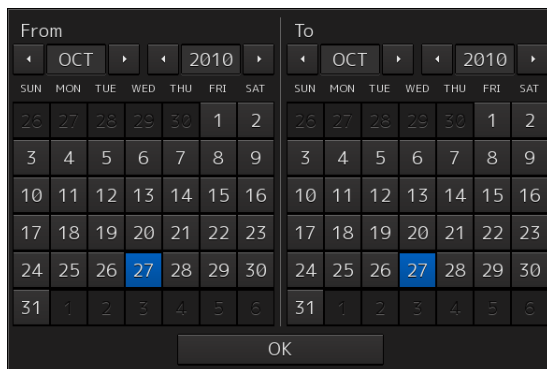 From To
OCT 2010 OCT 2010
SUN MON TUE WED THU FRI SAT SUN MON TUE WED THU FRI SAT
26 27 28 29 30 1 2 26 27 28 29 30 1 2
3 4 5 6 7 8 9 3 4 5 6 7 8 9
10 11 12 13 14 15 16 10 11 12 13 14 15 16
17 18 19 20 21 22 23 17 18 19 20 21 22 23
24 25 26 27 28 29 30 24 25 26 27 28 29 30
31 1 2 3 4 5 6 31 1 2 3 4 5 6
OK